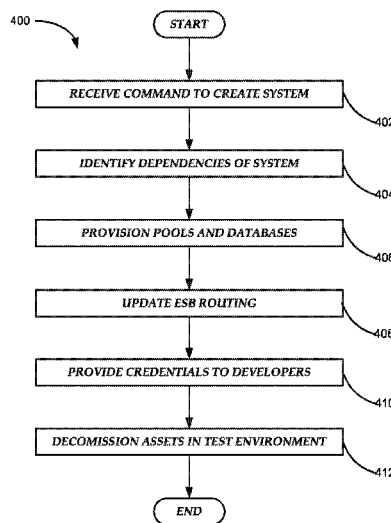 400
START
RECEIVE COMMAND TO CREATE SYSTEM
402
IDENTIFY DEPENDENCIES OF SYSTEM
404
PROVISION POOLS AND DATABASES
406
UPDATE ESB ROUTING
408
PROVIDE CREDENTIALS TO DEVELOPERS
410
DECOMISSION ASSETS IN TEST ENVIRONMENT
412
END